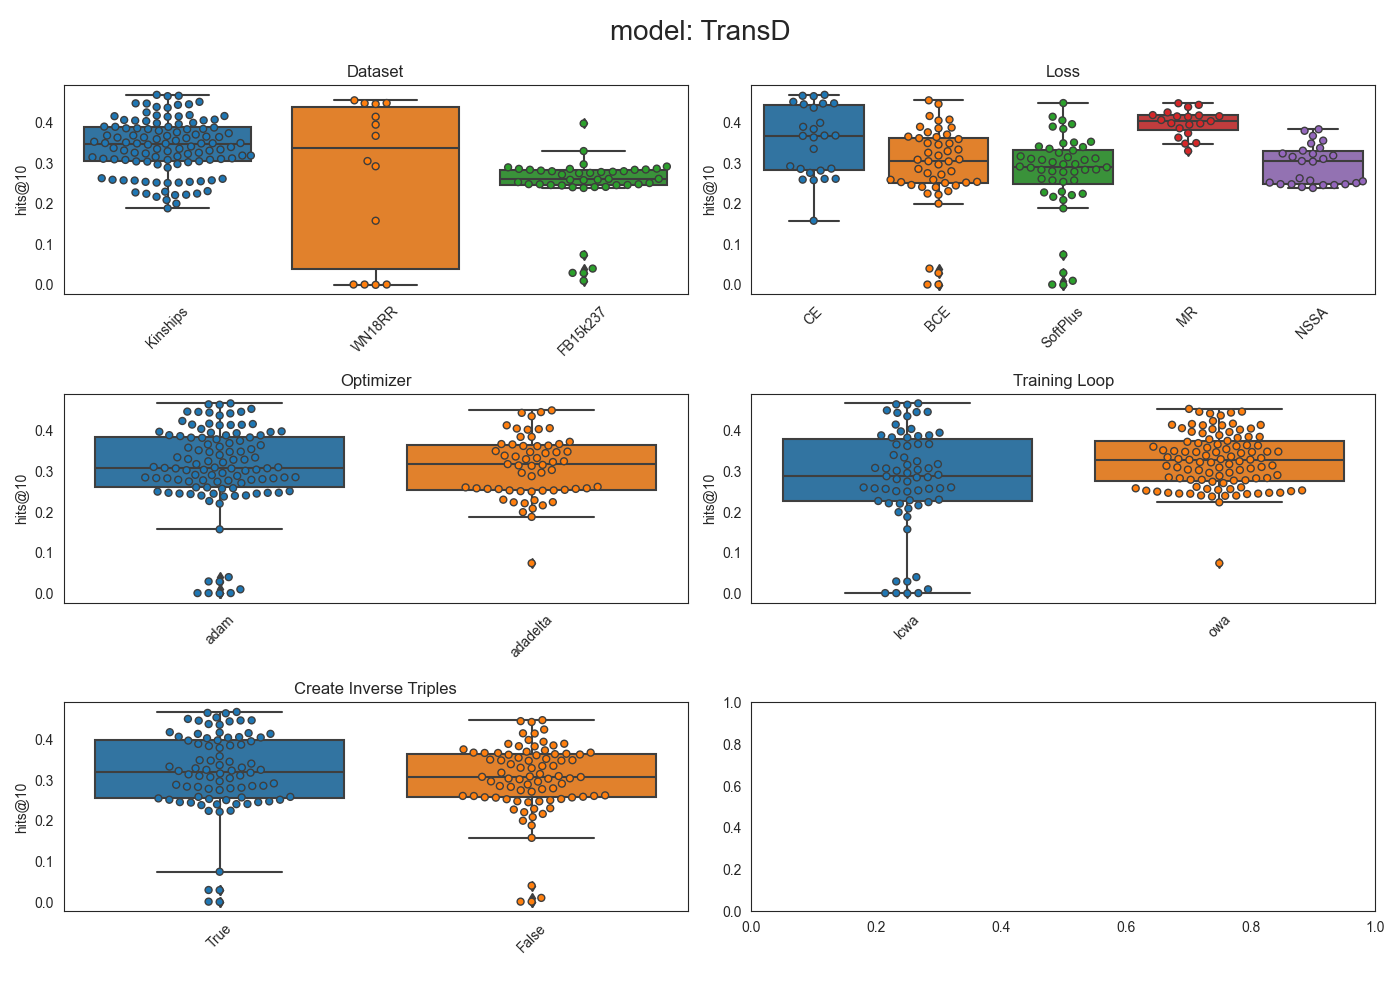 model: TransD
Dataset
Loss
hits@10
0.4
0.3
0.2
0.1
0.0
Kinships
WN18RR
FB15k237
hits@10
0.4
0.3
0.2
0.1
0.0
CE
BCE
SoftPlus
MR
NSSA
Optimizer
Training Loop
hits@10
0.4
0.3
0.2
0.1
0.0
adam
adadelta
hits@10
0.4
0.3
0.2
0.1
0.0
lcwa
owa
Create Inverse Triples
hits@10
0.4
0.3
0.2
0.1
0.0
True
False
1.0
0.8
0.6
0.4
0.2
0.0
0.0
0.2
0.4
0.6
0.8
1.0